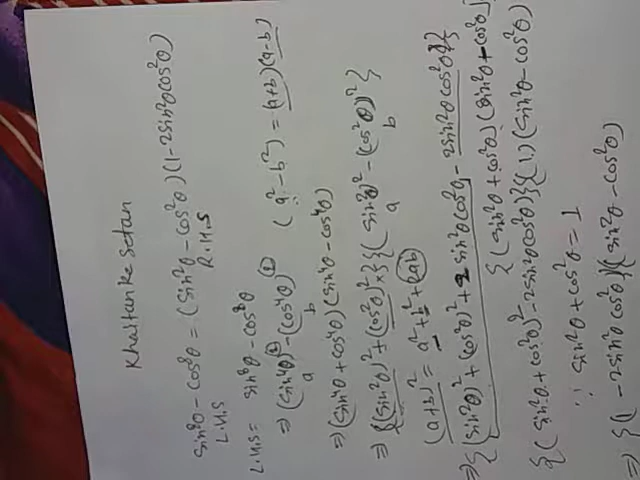 Khaitan ke Setan
sin⁸θ - cos⁸θ = (sin²θ - cos²θ)(1 - 2sin²θcos²θ)
L.H.S R.H.S
L.H.S = sin⁸θ - cos⁸θ
⇒ (sin⁴θ)² - (cos⁴θ)² (a² - b²) = (a+b)(a-b)
a b
⇒ (sin⁴θ + cos⁴θ)(sin⁴θ - cos⁴θ)
⇒ {(sin²θ)² + (cos²θ)²}{(sin²θ)² - (cos²θ)²}
a b
(a+b)² = a² + b² + 2ab
⇒ {(sin²θ)² + (cos²θ)² + 2sin²θcos²θ - 2sin²θcos²θ}
{(sin²θ + cos²θ)(sin²θ - cos²θ)}
{(sin²θ + cos²θ)² - 2sin²θcos²θ)}{(1)(sin²θ - cos²θ)
∵ sin²θ + cos²θ = 1
⇒ {(1 - 2sin²θcos²θ)}(sin²θ - cos²θ)